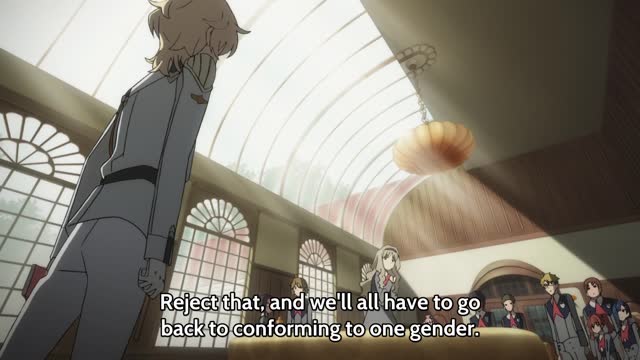 Reject that, and we'll all have to go
back to conforming to one gender.